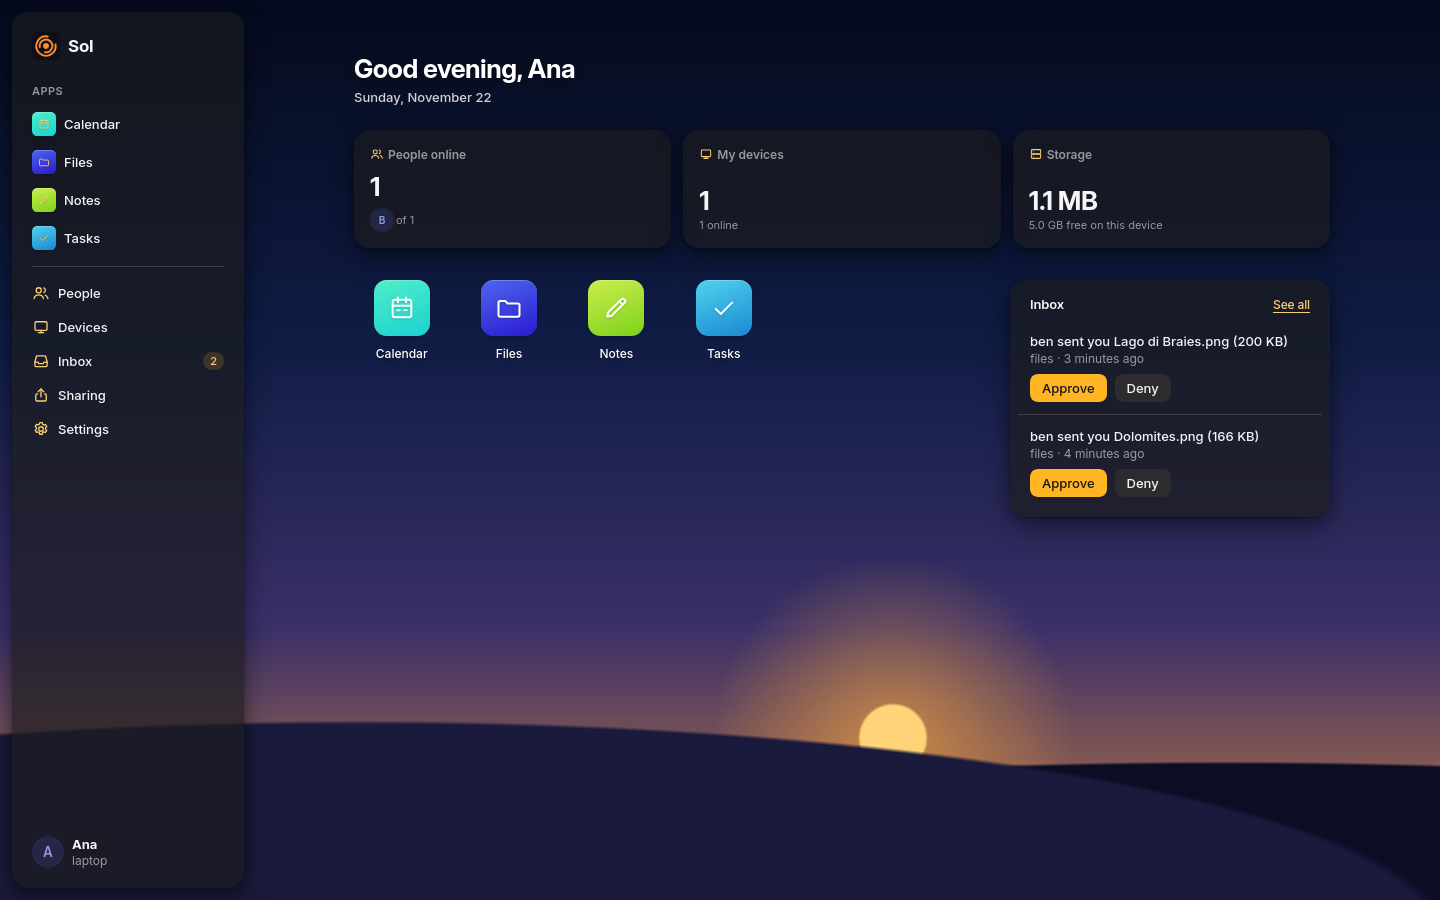 Sol
APPS
Calendar
Files
Notes
Tasks
People
Devices
Inbox
2
Sharing
Settings
A
Ana
laptop
Good evening, Ana
Sunday, November 22
People online
1
B
of 1
My devices
1
1 online
Storage
1.1 MB
5.0 GB free on this device
Calendar
Files
Notes
Tasks
Inbox
See all
ben sent you Lago di Braies.png (200 KB)
files · 3 minutes ago
Approve
Deny
ben sent you Dolomites.png (166 KB)
files · 4 minutes ago
Approve
Deny